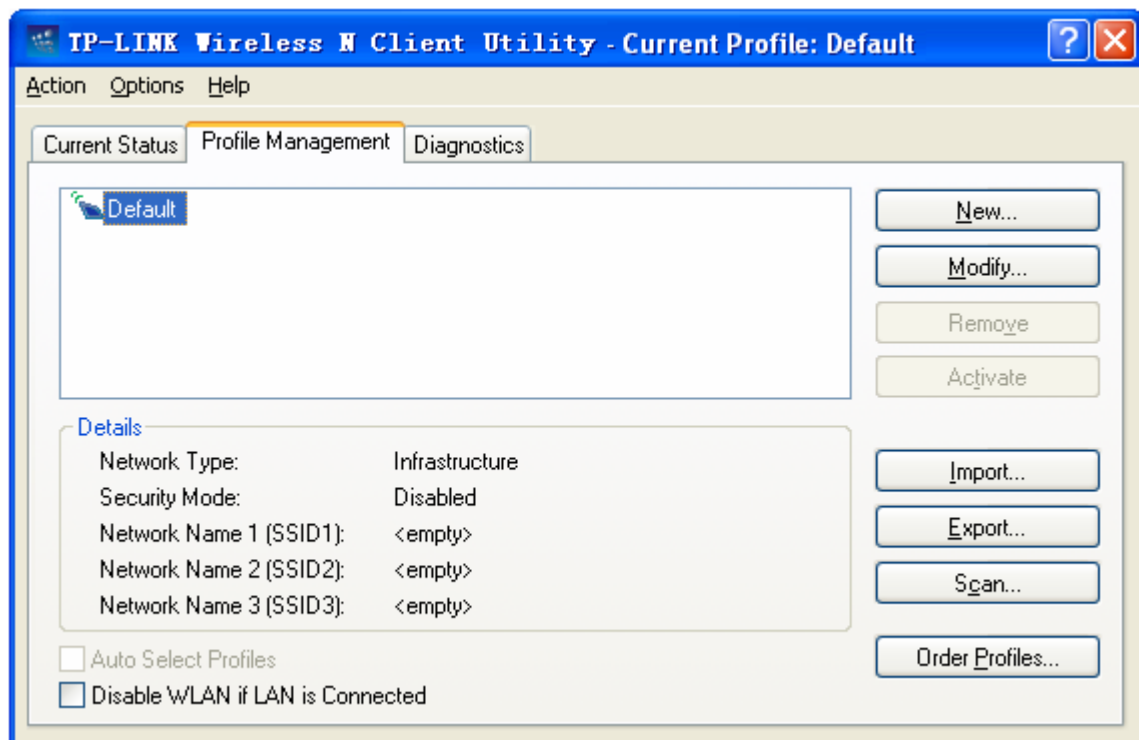 TP-LINK Wireless N Client Utility - Current Profile: Default
Action Options Help
Current Status Profile Management Diagnostics
Default
New...
Modify...
Remove
Activate
Details
Network Type: Infrastructure
Security Mode: Disabled
Network Name 1 (SSID1): <empty>
Network Name 2 (SSID2): <empty>
Network Name 3 (SSID3): <empty>
Import...
Export...
Scan...
Order Profiles...
Auto Select Profiles
Disable WLAN if LAN is Connected